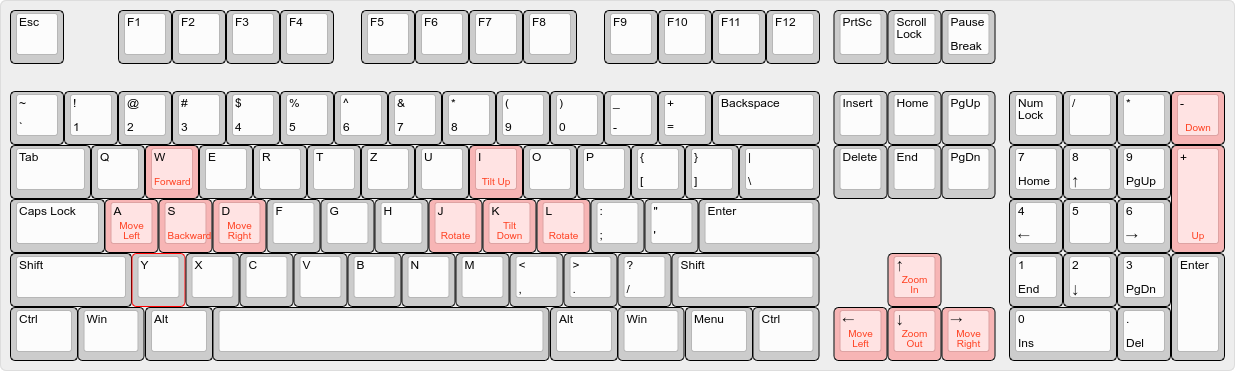 Esc F1 F2 F3 F4 F5 F6 F7 F8 F9 F10 F11 F12 PrtSc Scroll Pause
Lock
Break
~ ! @ # $ % ^ & * ( ) _ + Backspace Insert Home PgUp Num / * -
Lock
` 1 2 3 4 5 6 7 8 9 0 - = Down
Tab Q W E R T Z U I O P { } | Delete End PgDn 7 8 9 +
Forward Tilt Up [ ] \ Home ↑ PgUp
Caps Lock A S D F G H J K L : " Enter 4 5 6
Move Move Tilt
Left Backward Right Rotate Down Rotate ; ' ← → Up
Shift Y X C V B N M < > ? Shift ↑ 1 2 3 Enter
Zoom
In
, . / End ↓ PgDn
Ctrl Win Alt Alt Win Menu Ctrl ← ↓ → 0 .
Move Zoom Move
Left Out Right
Ins Del